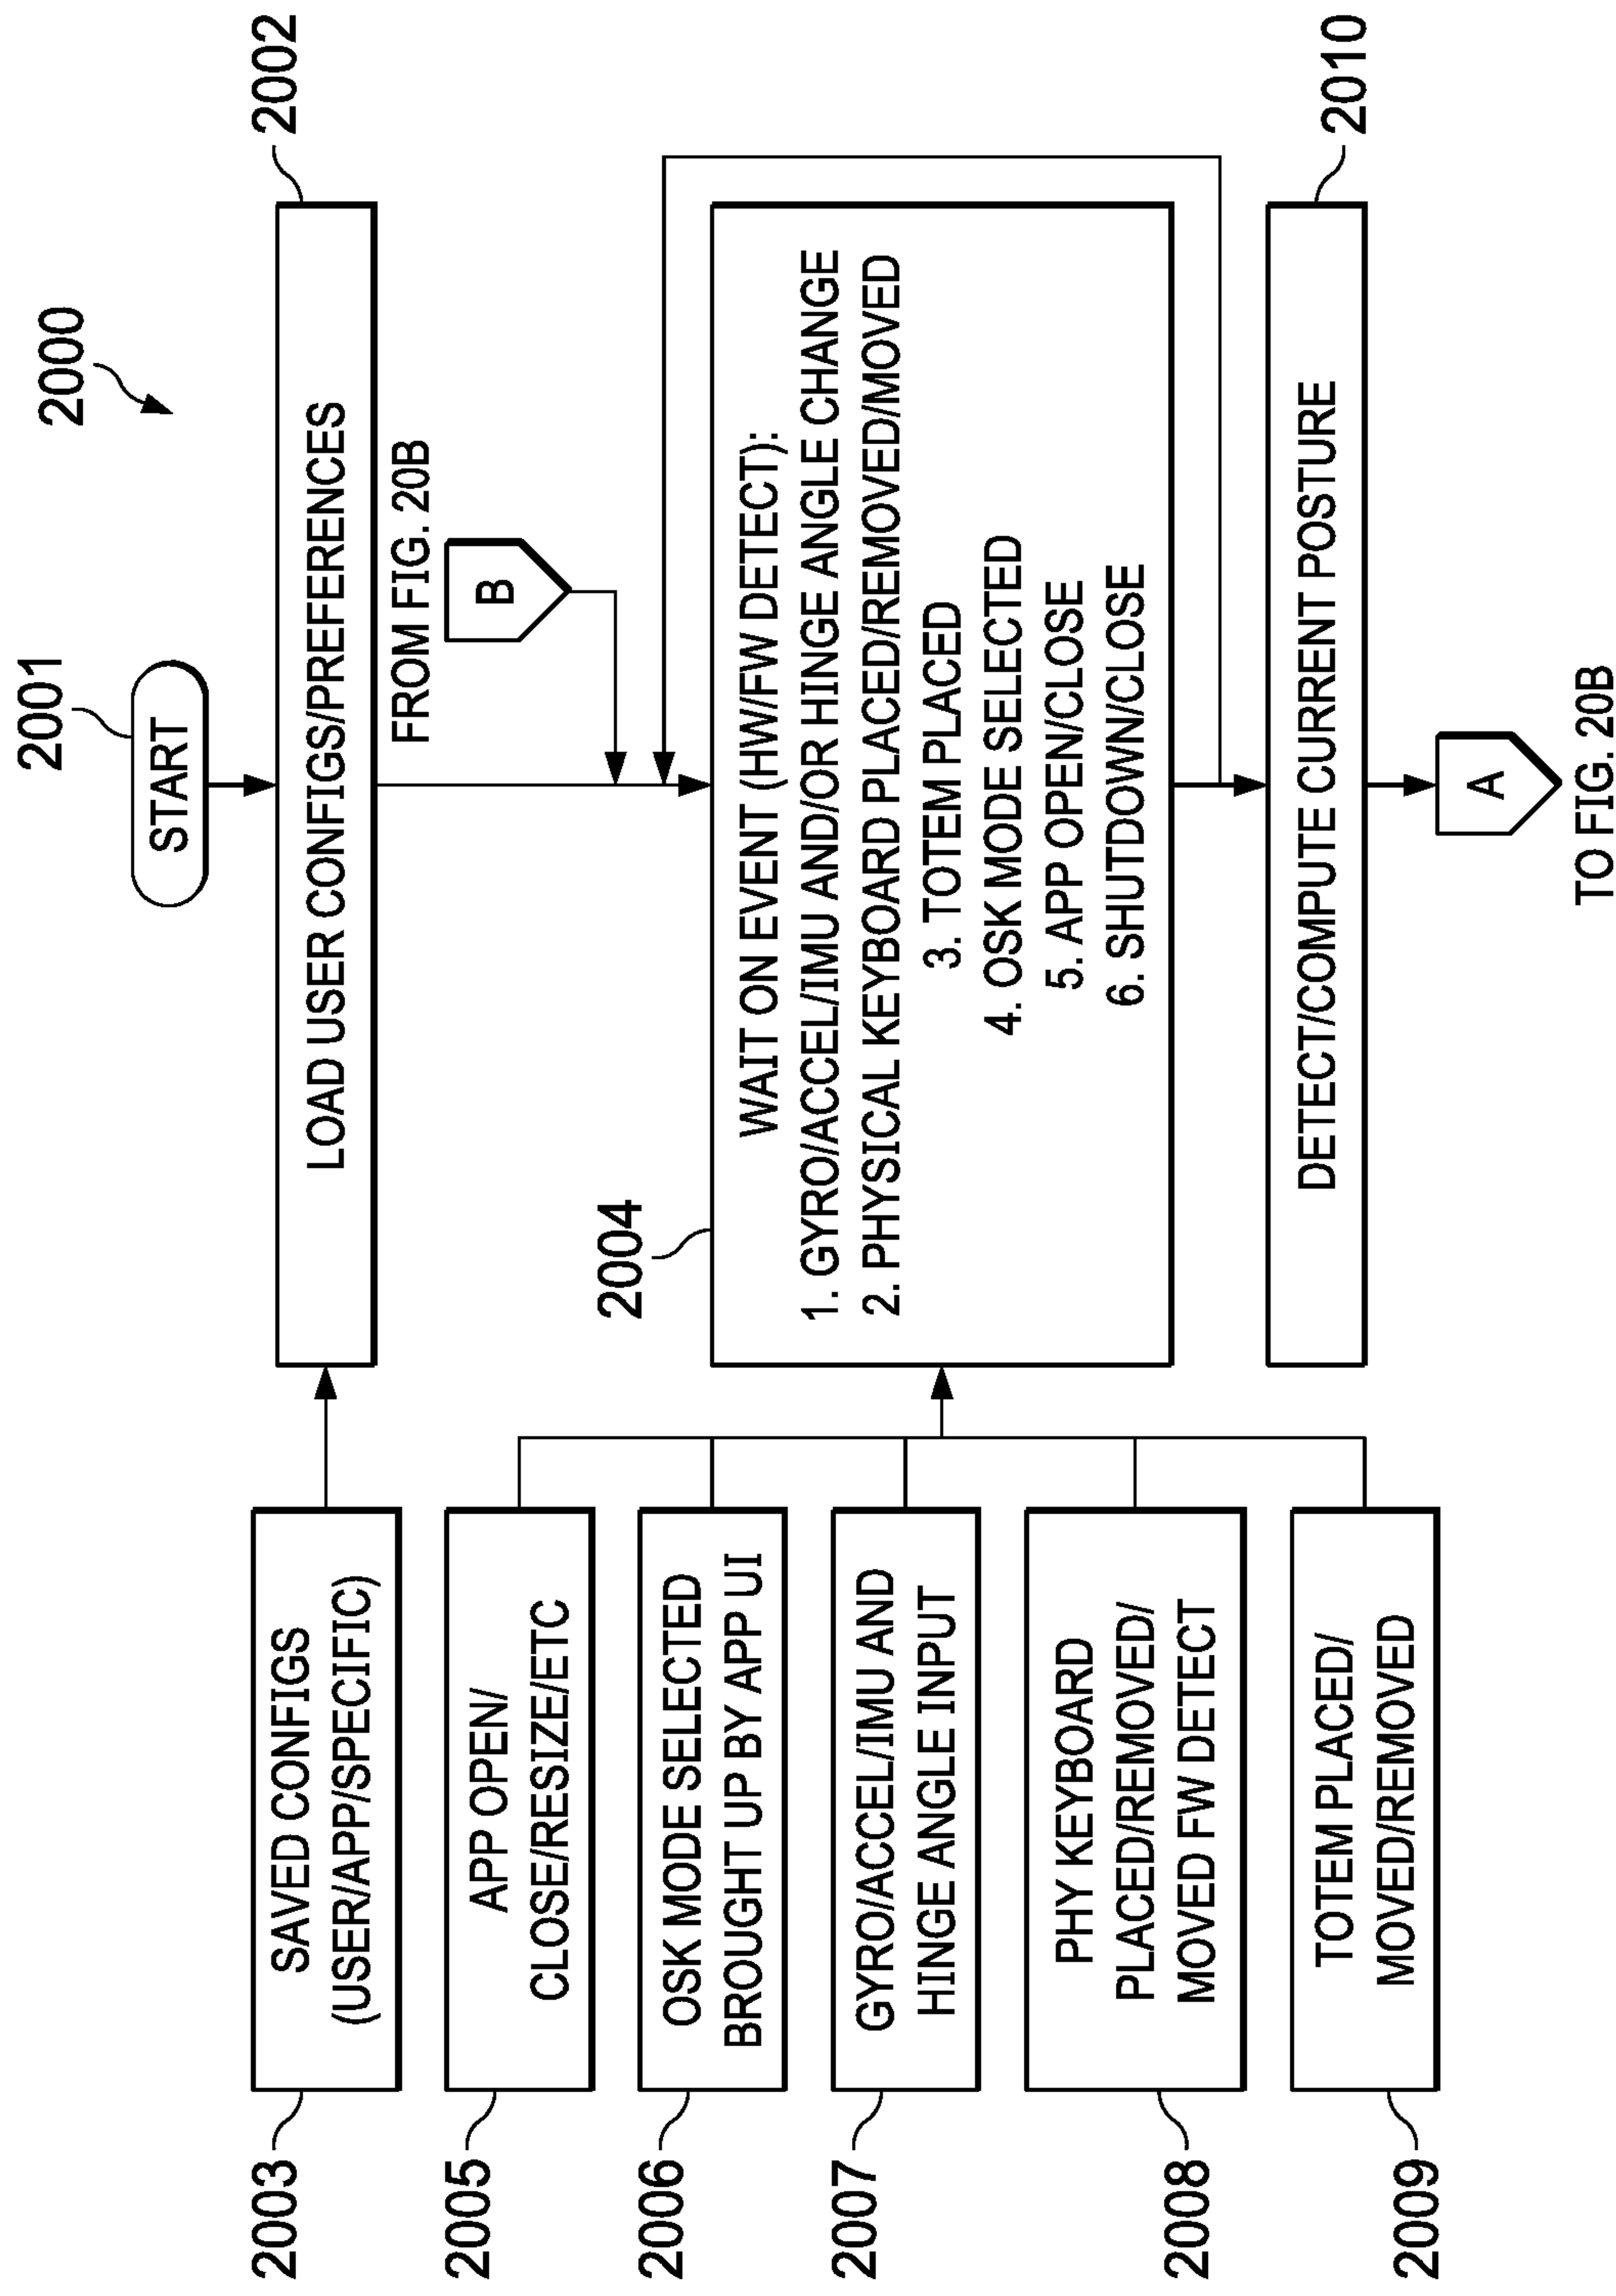 2000
2001
START
2003
SAVED CONFIGS
(USER/APP/SPECIFIC)
LOAD USER CONFIGS/PREFERENCES
2002
FROM FIG. 20B
B
2005
APP OPEN/
CLOSE/RESIZE/ETC
2006
OSK MODE SELECTED
BROUGHT UP BY APP UI
2007
GYRO/ACCEL/IMU AND
HINGE ANGLE INPUT
2008
PHY KEYBOARD
PLACED/REMOVED/
MOVED FW DETECT
2009
TOTEM PLACED/
MOVED/REMOVED
2004
WAIT ON EVENT (HW/FW DETECT):
1. GYRO/ACCEL/IMU AND/OR HINGE ANGLE CHANGE
2. PHYSICAL KEYBOARD PLACED/REMOVED/MOVED
3. TOTEM PLACED
4. OSK MODE SELECTED
5. APP OPEN/CLOSE
6. SHUTDOWN/CLOSE
DETECT/COMPUTE CURRENT POSTURE
2010
A
TO FIG. 20B